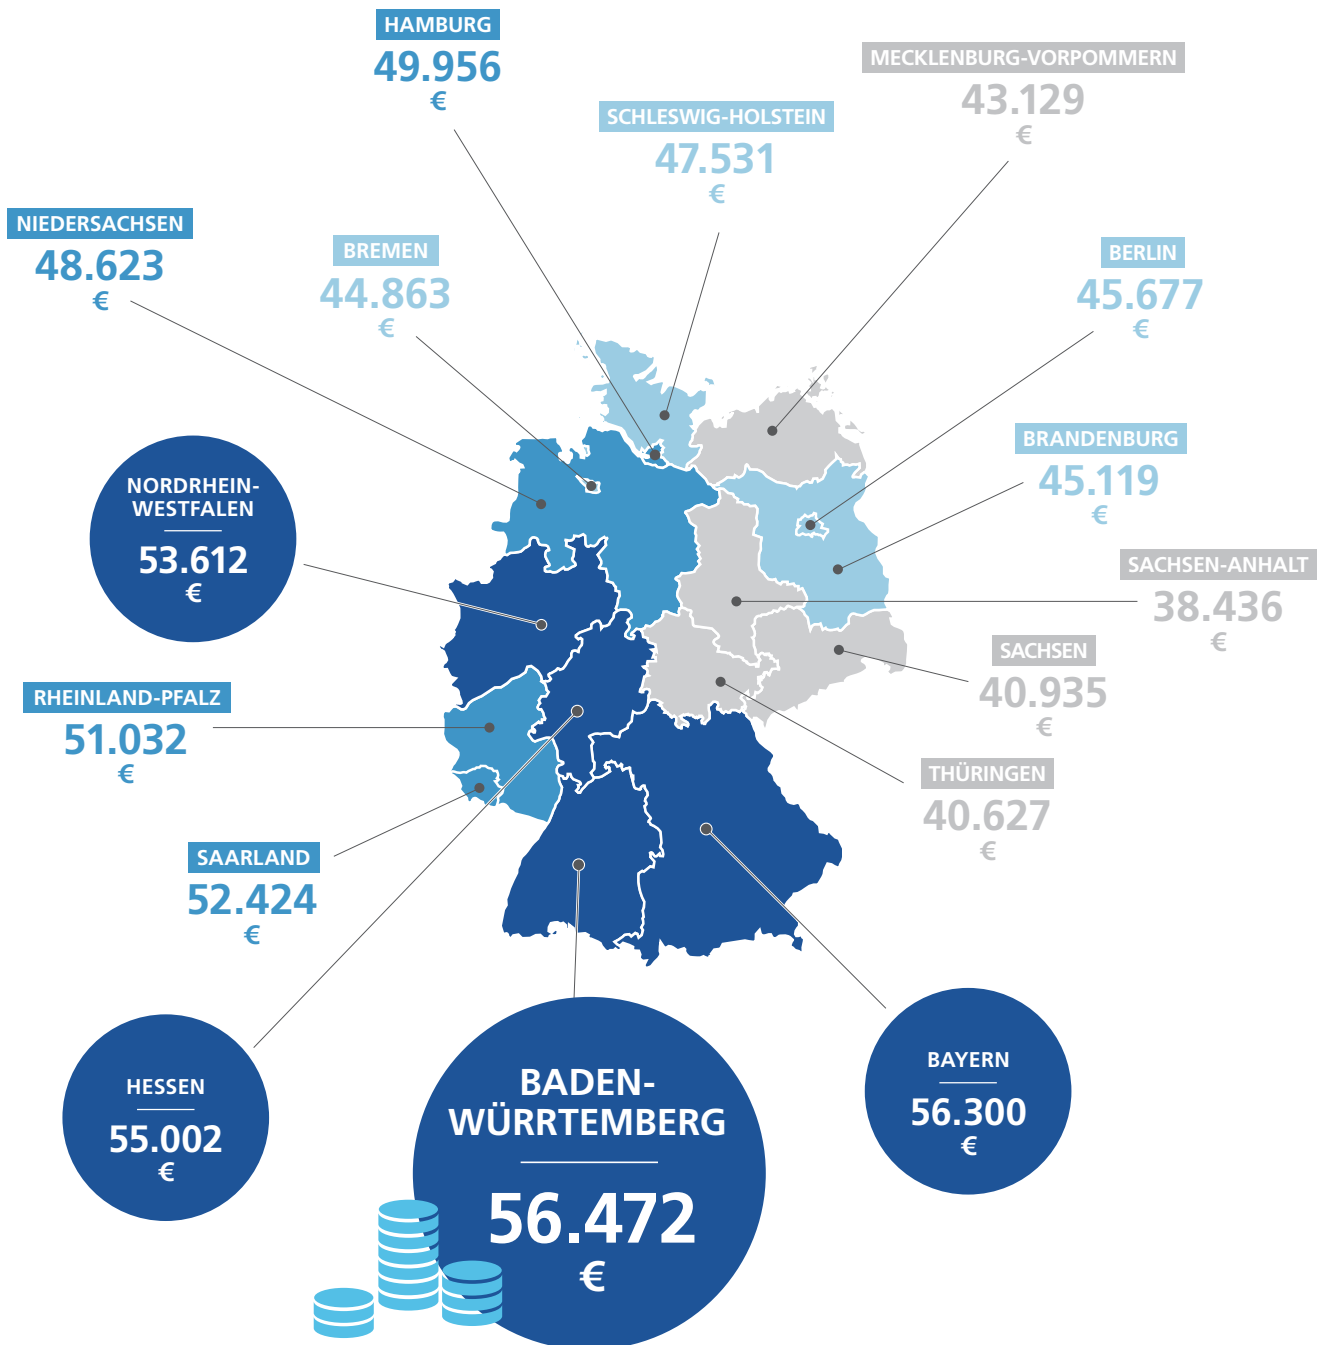 HAMBURG
49.956
€
MECKLENBURG-VORPOMMERN
43.129
€
SCHLESWIG-HOLSTEIN
47.531
€
NIEDERSACHSEN
48.623
€
BREMEN
44.863
€
BERLIN
45.677
€
BRANDENBURG
45.119
€
NORDRHEIN-
WESTFALEN
53.612
€
SACHSEN-ANHALT
38.436
€
SACHSEN
40.935
€
RHEINLAND-PFALZ
51.032
€
THÜRINGEN
40.627
€
SAARLAND
52.424
€
HESSEN
55.002
€
BADEN-
WÜRRTEMBERG
56.472
€
BAYERN
56.300
€